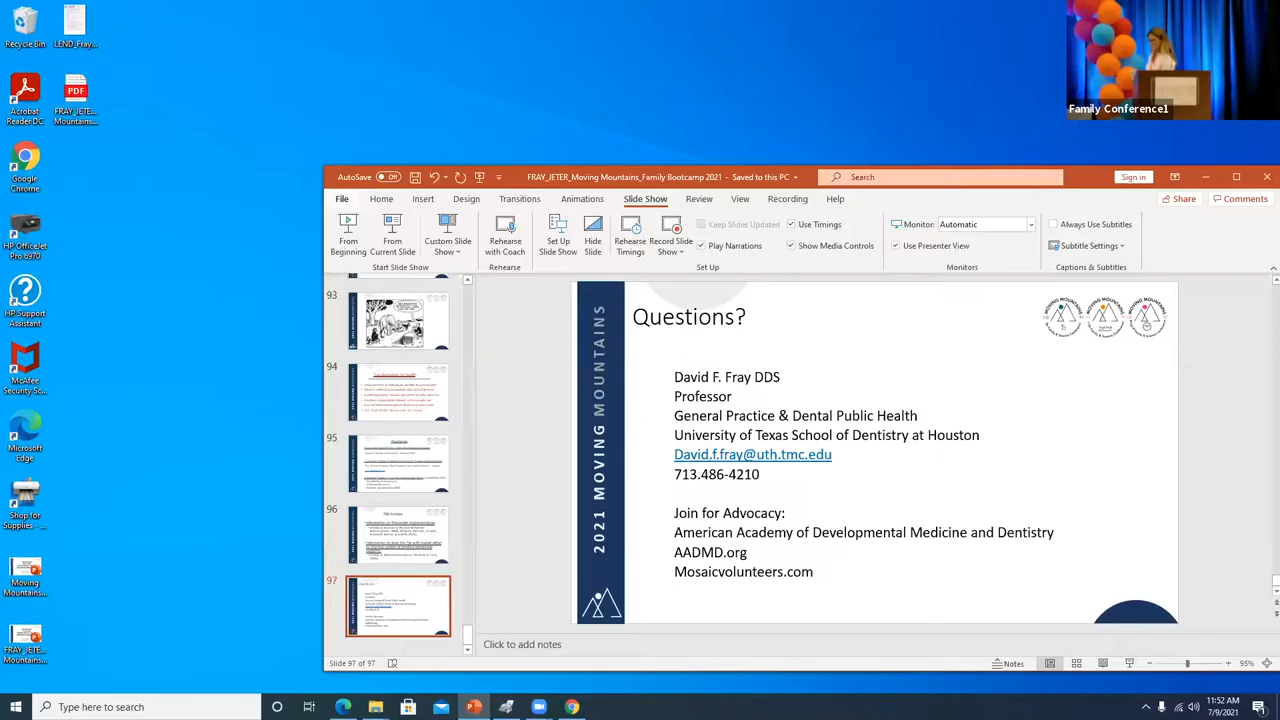 Recycle Bin
LEND_Fray...
Acrobat
Reader DC
FRAY_JETE...
Mountains...
Google
Chrome
HP OfficeJet
Pro 6970
HP Support
Assistant
McAfee
Security Sc...
Microsoft
Edge
Shop for
Supplies - ...
Moving
Mountains...
FRAY_JETE...
Mountains...
Family Conference1
AutoSave Off
FRAY_JETER_Moving Mountains_Family Bootcamp 2021 - Saved to this PC
Search
Sign in
File Home Insert Design Transitions Animations Slide Show Review View Recording Help
Share Comments
From Beginning
From Current Slide
Custom Slide Show
Rehearse with Coach
Set Up Slide Show
Hide Slide
Rehearse Timings
Record Slide Show
Keep Slides Updated
Use Timings
Play Narrations
Show Media Controls
Monitor: Automatic
Use Presenter View
Always Use Subtitles
Subtitle Settings
Start Slide Show
Rehearse
Set Up
Monitors
Captions & Subtitles
93
94
95
96
97
2021 MOVING MOUNTAINS
Questions?
David F. Fray DDS
Professor
General Practice & Dental Public Health
University of Texas School of Dentistry at Houston
David.f.fray@uth.tmc.edu
713.486-4210
Join for Advocacy:
American Academy of Developmental Medicine and Dentistry
AADMD.org
Mosaicvolunteers.com
Click to add notes
Slide 97 of 97
Notes
95%
Type here to search
11:52 AM
7/9/2021